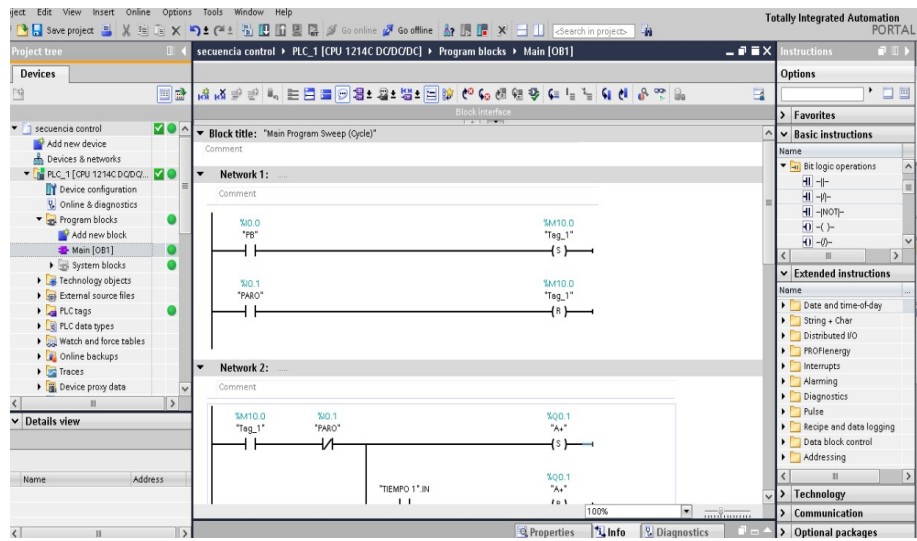 ject Edit View Insert Online Options Tools Window Help
Totally Integrated Automation
PORTAL
Save project Go online Go offline <Search in project>
Project tree
secuencia control ▸ PLC_1 [CPU 1214C DC/DC/DC] ▸ Program blocks ▸ Main [OB1]
Instructions
Devices
Options
Block interface
secuencia control
Add new device
Devices & networks
PLC_1 [CPU 1214C DC/DC/...
Device configuration
Online & diagnostics
Program blocks
Add new block
Main [OB1]
System blocks
Technology objects
External source files
PLC tags
PLC data types
Watch and force tables
Online backups
Traces
Device proxy data
Details view
Name Address
Block title: "Main Program Sweep (Cycle)"
Comment
Network 1: .....
Comment
%I0.0
"PB"
%M10.0
"Tag_1"
S
%I0.1
"PARO"
%M10.0
"Tag_1"
R
Network 2: .....
Comment
%M10.0
"Tag_1"
%I0.1
"PARO"
%Q0.1
"A+"
S
"TIEMPO 1".IN
%Q0.1
"A+"
100%
Properties Info Diagnostics
Favorites
Basic instructions
Name
Bit logic operations
-||-
-|/|-
-|NOT|-
-( )-
-(/)-
Extended instructions
Name ...
Date and time-of-day
String + Char
Distributed I/O
PROFIenergy
Interrupts
Alarming
Diagnostics
Pulse
Recipe and data logging
Data block control
Addressing
Technology
Communication
Optional packages